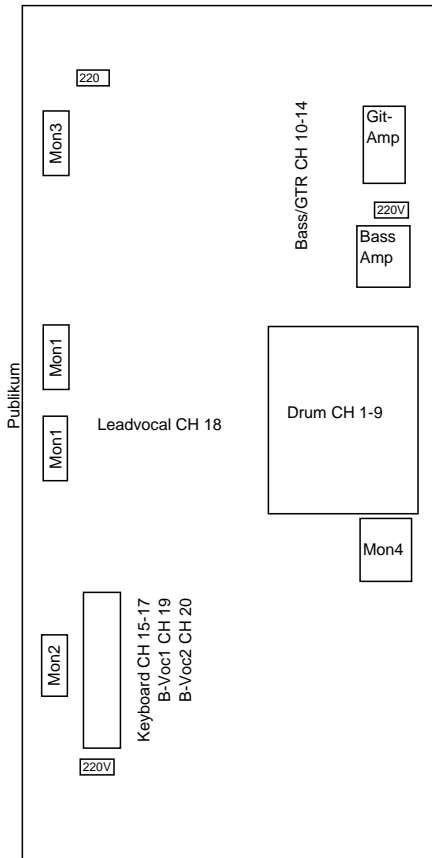 220
Mon3
Git-
Amp
Bass/GTR CH 10-14
220V
Bass
Amp
Publikum
Mon1
Mon1
Leadvocal CH 18
Drum CH 1-9
Mon4
Mon2
Keyboard CH 15-17
B-Voc1 CH 19
B-Voc2 CH 20
220V